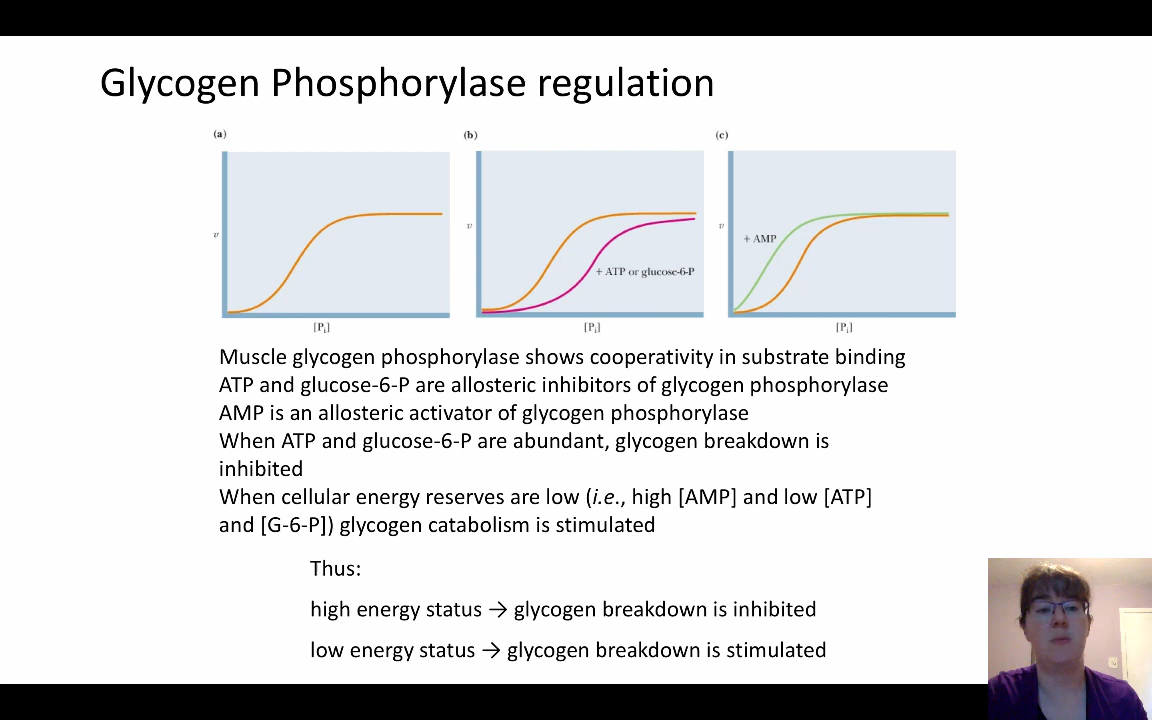 Glycogen Phosphorylase regulation
(a)
(b)
(c)
v
v
v
+ ATP or glucose-6-P
+ AMP
[Pi]
[Pi]
[Pi]
Muscle glycogen phosphorylase shows cooperativity in substrate binding
ATP and glucose-6-P are allosteric inhibitors of glycogen phosphorylase
AMP is an allosteric activator of glycogen phosphorylase
When ATP and glucose-6-P are abundant, glycogen breakdown is
inhibited
When cellular energy reserves are low (i.e., high [AMP] and low [ATP]
and [G-6-P]) glycogen catabolism is stimulated
Thus:
high energy status → glycogen breakdown is inhibited
low energy status → glycogen breakdown is stimulated